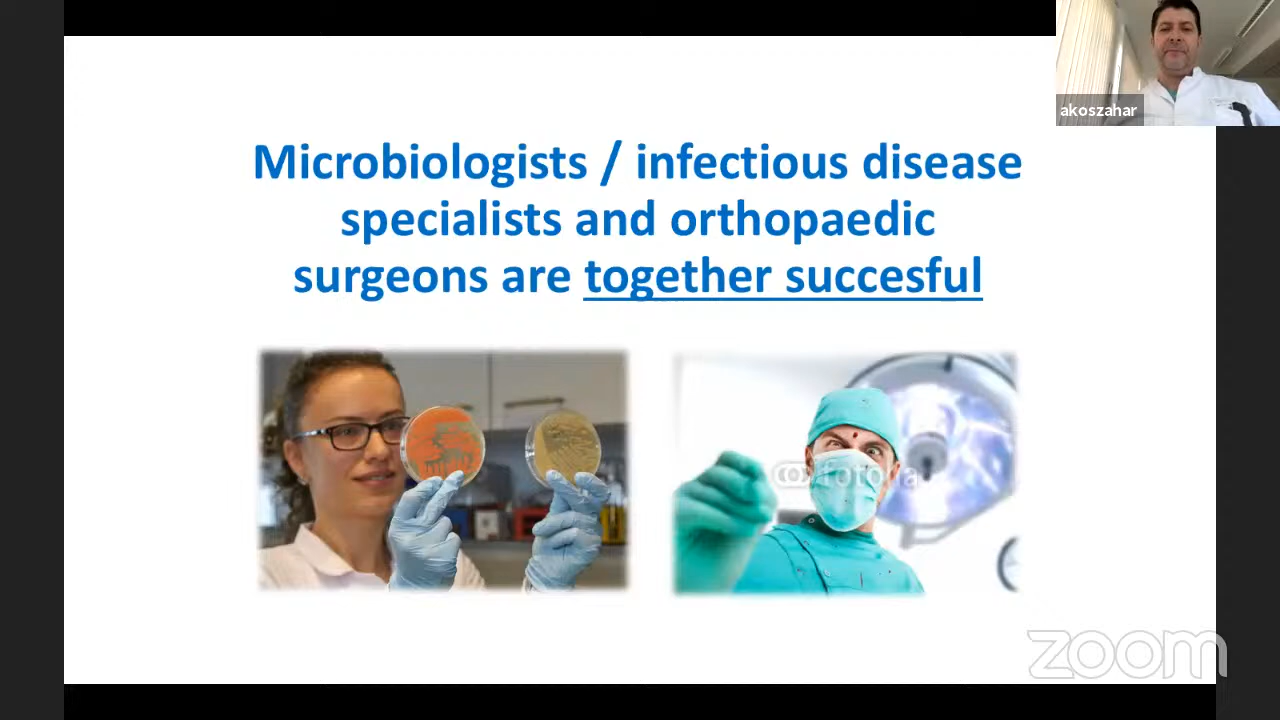 akoszahar
Microbiologists / infectious disease
specialists and orthopaedic
surgeons are together succesful
fotolia
zoom